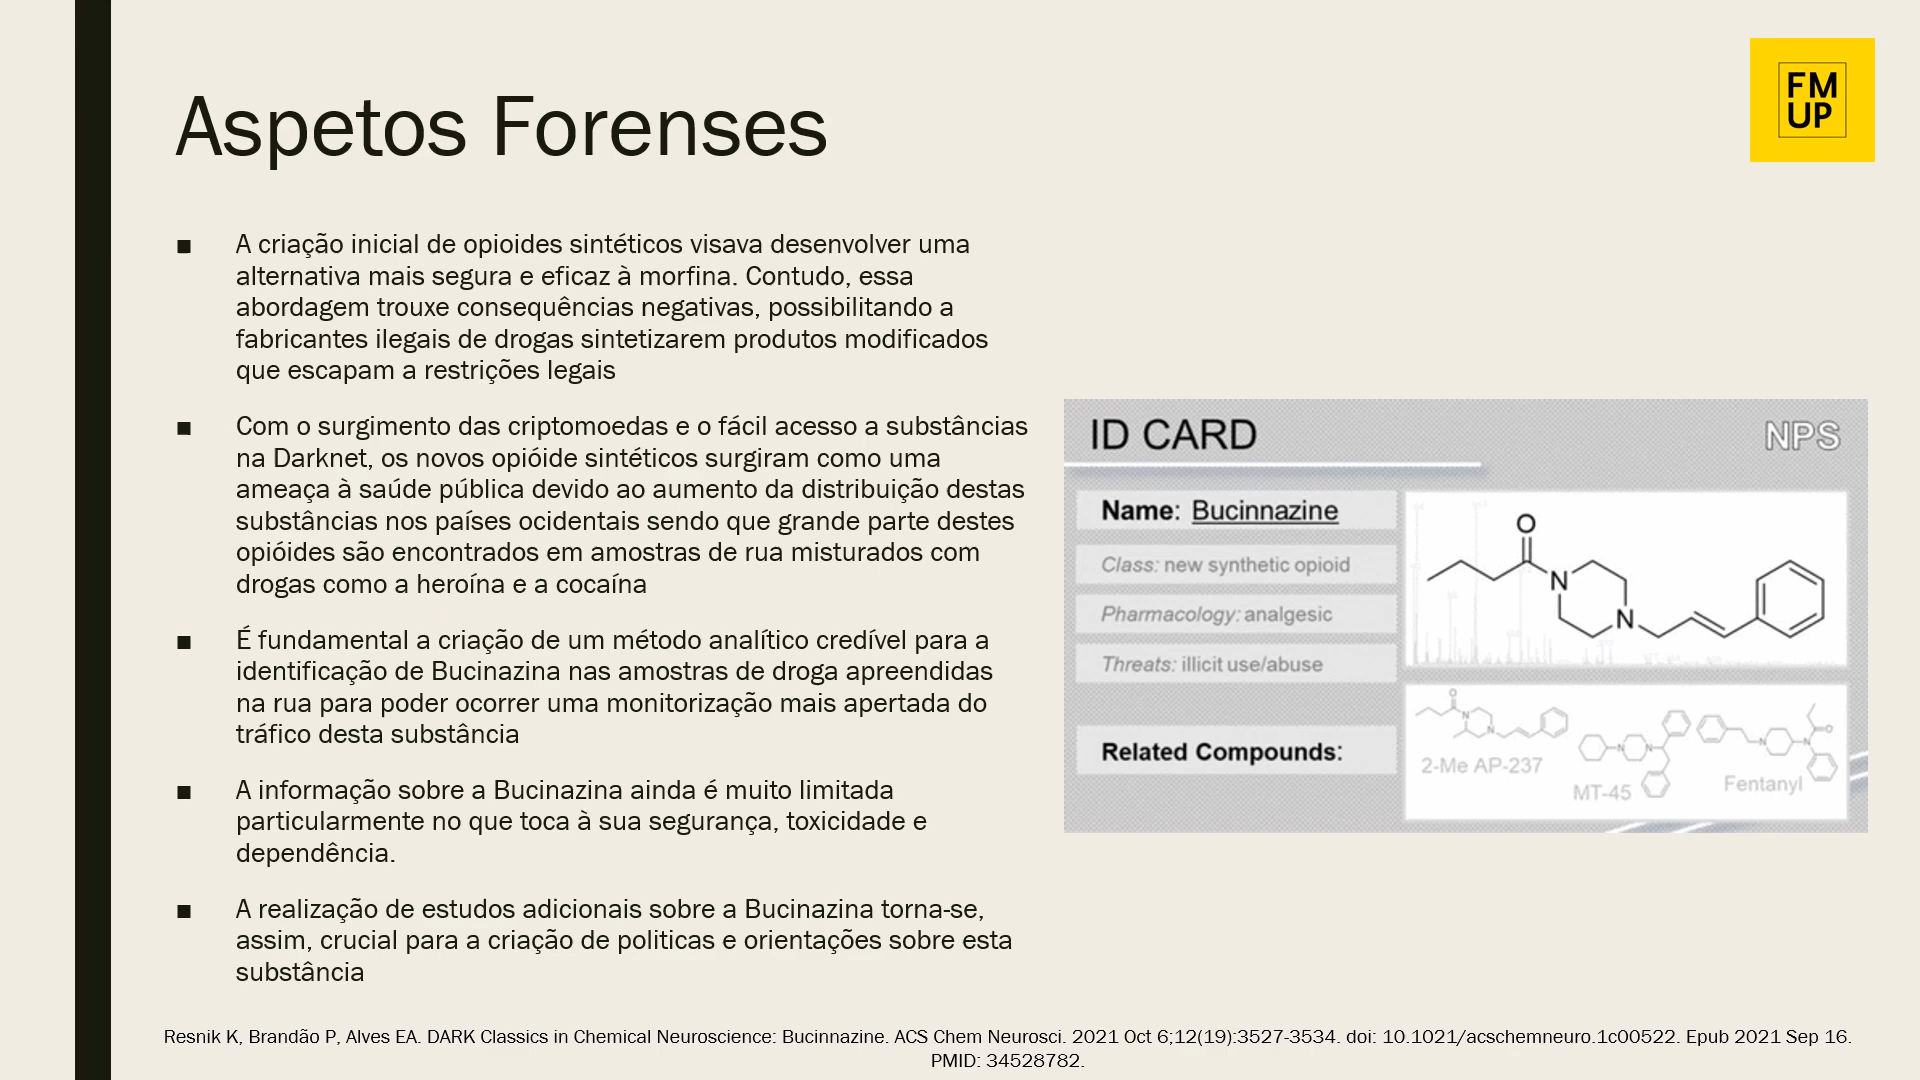 Aspetos Forenses
FM
UP
■ A criação inicial de opioides sintéticos visava desenvolver uma
alternativa mais segura e eficaz à morfina. Contudo, essa
abordagem trouxe consequências negativas, possibilitando a
fabricantes ilegais de drogas sintetizarem produtos modificados
que escapam a restrições legais
■ Com o surgimento das criptomoedas e o fácil acesso a substâncias
na Darknet, os novos opióide sintéticos surgiram como uma
ameaça à saúde pública devido ao aumento da distribuição destas
substâncias nos países ocidentais sendo que grande parte destes
opióides são encontrados em amostras de rua misturados com
drogas como a heroína e a cocaína
■ É fundamental a criação de um método analítico credível para a
identificação de Bucinazina nas amostras de droga apreendidas
na rua para poder ocorrer uma monitorização mais apertada do
tráfico desta substância
■ A informação sobre a Bucinazina ainda é muito limitada
particularmente no que toca à sua segurança, toxicidade e
dependência.
■ A realização de estudos adicionais sobre a Bucinazina torna-se,
assim, crucial para a criação de politicas e orientações sobre esta
substância
ID CARD
NPS
Name: Bucinnazine
Class: new synthetic opioid
Pharmacology: analgesic
Threats: illicit use/abuse
Related Compounds:
O
N
N
2-Me AP-237
MT-45
Fentanyl
Resnik K, Brandão P, Alves EA. DARK Classics in Chemical Neuroscience: Bucinnazine. ACS Chem Neurosci. 2021 Oct 6;12(19):3527-3534. doi: 10.1021/acschemneuro.1c00522. Epub 2021 Sep 16.
PMID: 34528782.